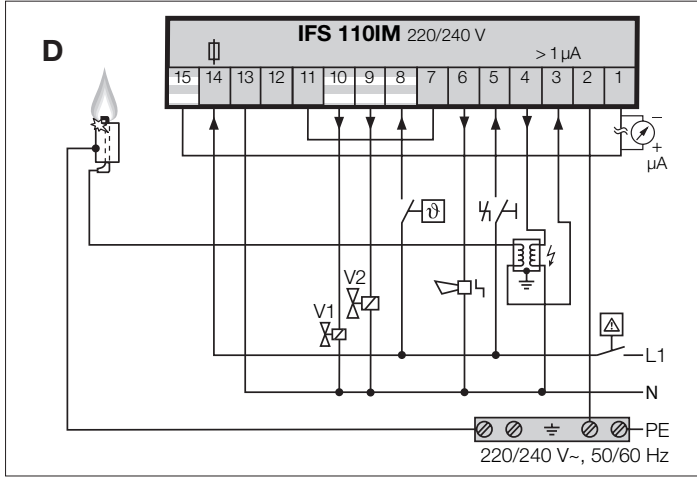 D
IFS 110IM 220/240 V
> 1 µA
15 14 13 12 11 10 9 8 7 6 5 4 3 2 1
−
+
µA
ϑ
V2
V1
L1
N
PE
220/240 V~, 50/60 Hz